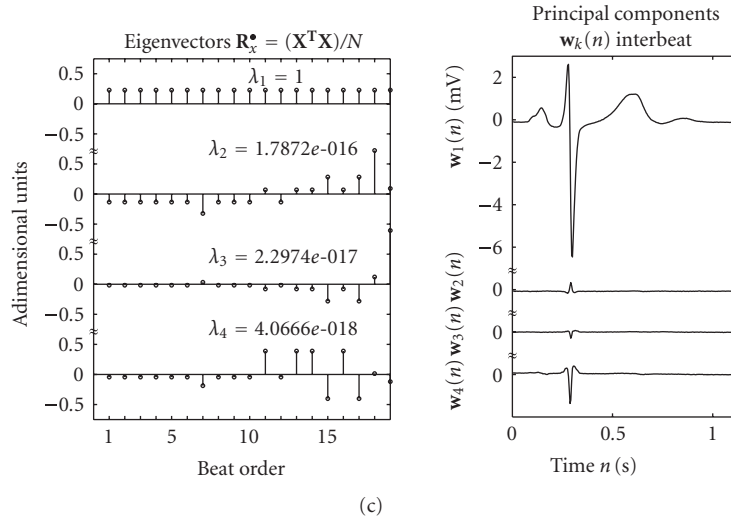 Eigenvectors R•x = (XᵀX)/N
0.5
λ1 = 1
0
−0.5
≈
λ2 = 1.7872e-016
0.5
0
−0.5
≈
λ3 = 2.2974e-017
0
≈
λ4 = 4.0666e-018
0.5
0
−0.5
1 5 10 15
Adimensional units
Beat order
Principal components
wk(n) interbeat
2
0
−2
−4
−6
≈
0
≈
0
≈
0
w1(n) (mV)
w2(n)
w3(n)
w4(n)
0 0.5 1
Time n (s)
(c)